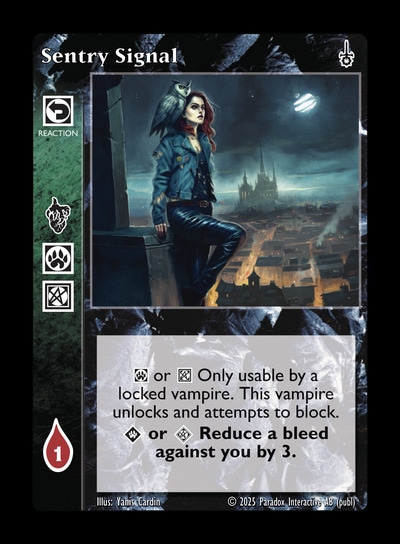 Sentry Signal
REACTION
or Only usable by a
locked vampire. This vampire
unlocks and attempts to block.
or Reduce a bleed
against you by 3.
1
Illus: Yanis Cardin © 2025 Paradox Interactive AB (publ)